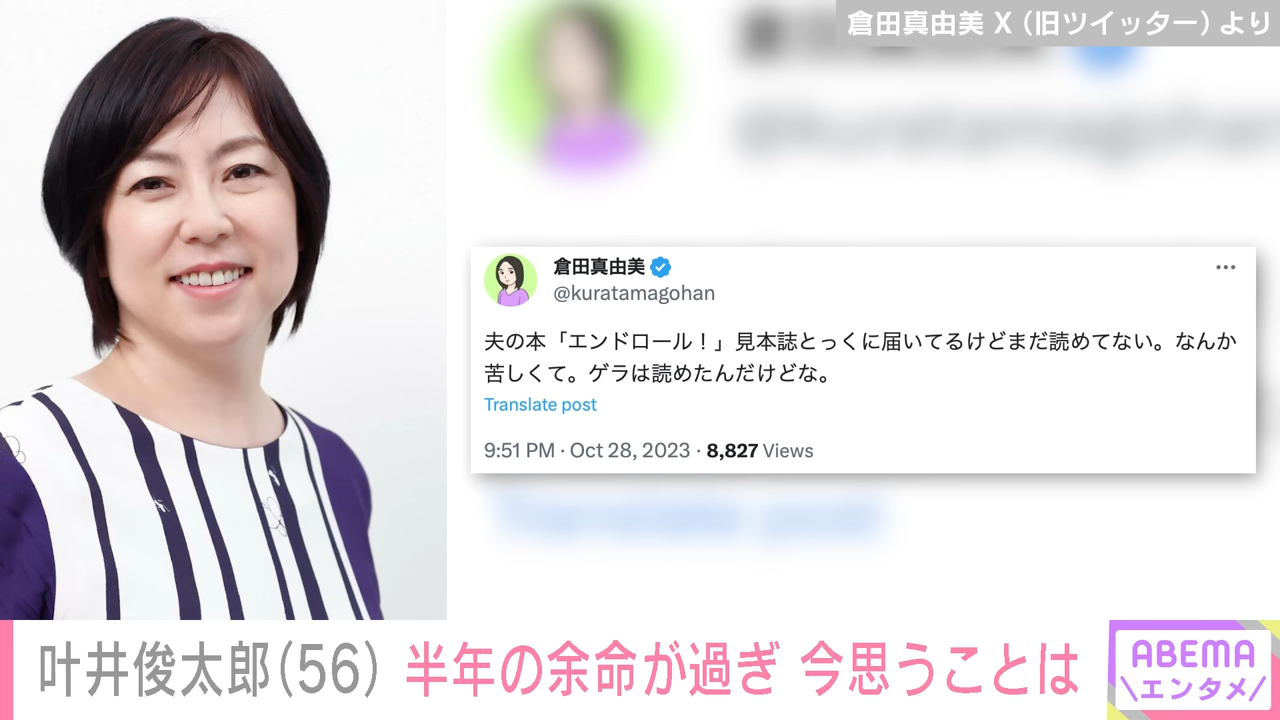 倉田真由美 X（旧ツイッター）より
倉田真由美
@kuratamagohan
夫の本「エンドロール！」見本誌とっくに届いてるけどまだ読めてない。なんか
苦しくて。ゲラは読めたんだけどな。
Translate post
9:51 PM · Oct 28, 2023 · 8,827 Views
叶井俊太郎(56) 半年の余命が過ぎ 今思うことは
ABEMA
\エンタメ/